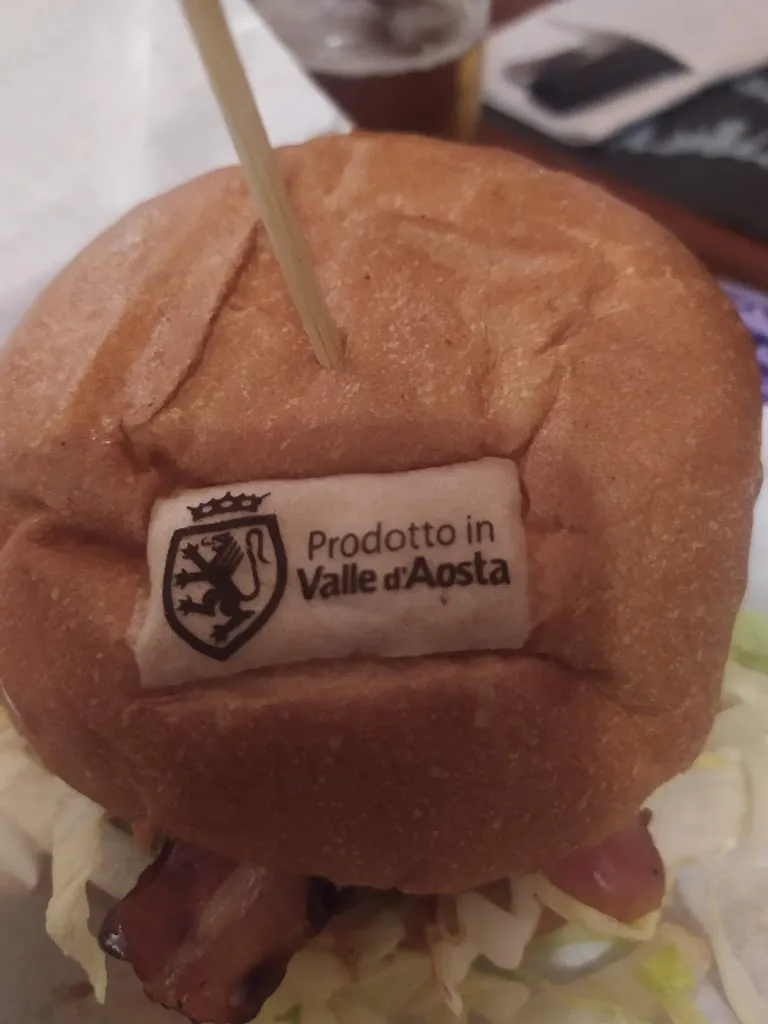 Prodotto in
Valle d'Aosta